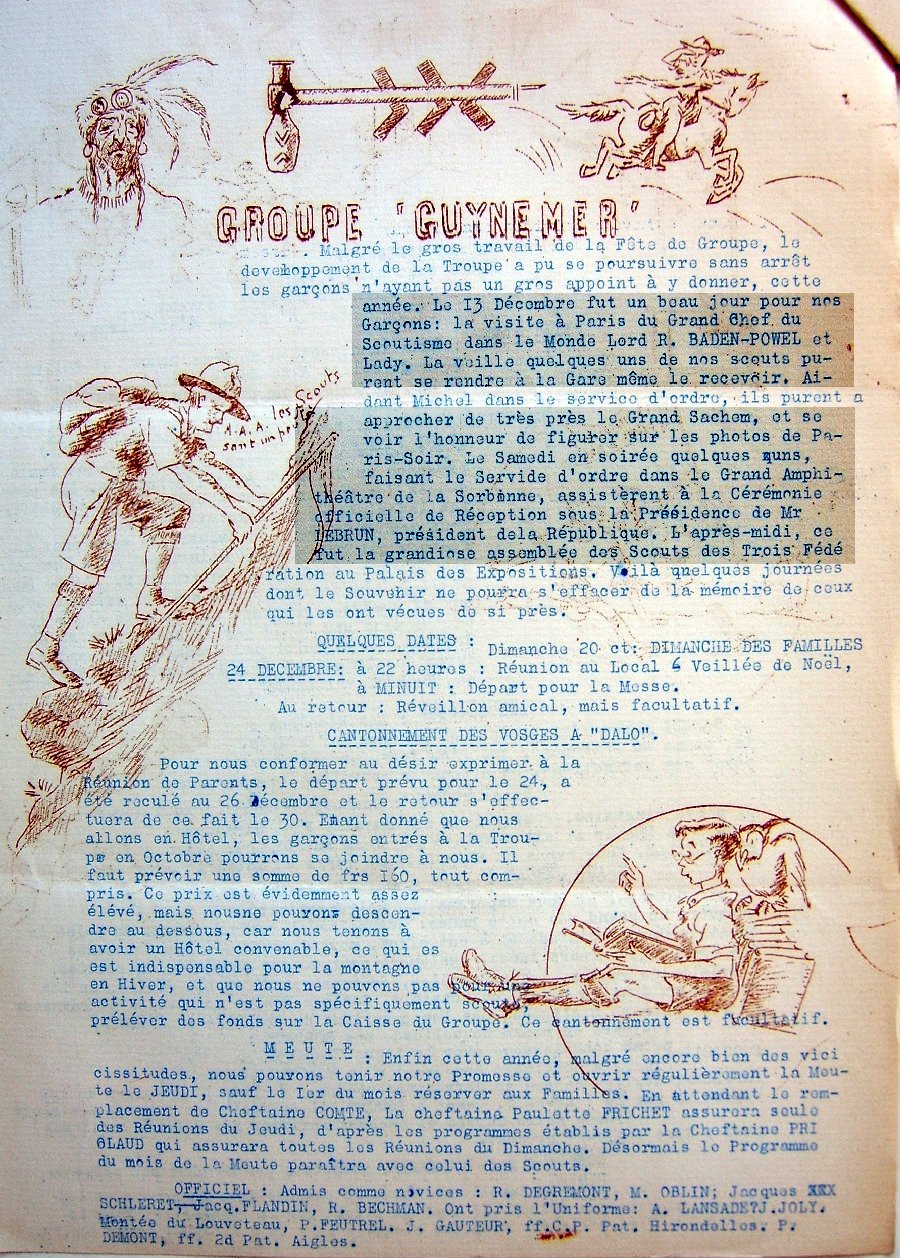 GROUPE 'GUYNEMER'
. Malgré le gros travail de la Fête de Groupe, le
develloppement de la Troupe a pu se poursuivre sans arrêt
les garçons n'ayant pas un gros appoint à y donner, cette
année. Le I3 Décembre fut un beau jour pour nos
Garçons: la visite à Paris du Grand Chef du
Scoutisme dans le Monde Lord R. BADEN-POWEL et
Lady. La veille quelques uns de nos scouts pu-
rent se rendre à la Gare même le recevoir. Ai-
dant Michel dans le service d'ordre, ils purent a
approcher de très près le Grand Sachem, et se
voir l'honneur de figurer sur les photos de Pa-
ris-Soir. Le Samedi en soirée quelques quns,
faisant le Servide d'ordre dans le Grand Amphi-
théâtre de la Sorbonne, assistèrent à la Cérémonie
officielle de Réception sous la Présidence de Mr
LEBRUN, président dela République. L'après-midi, ce
fut la grandiose assemblée des Scouts des Trois Fédé
ration au Palais des Expositions. Voilà quelques journées
dont le Souvenir ne pourra s'effacer de la mémoire de ceux
qui les ont vécues de si près.
A.A.A. les Scouts
sont un peu
QUELQUES DATES : Dimanche 20 ct: DIMANCHE DES FAMILLES
24 DECEMBRE: à 22 heures : Réunion au Local 6 Veillée de Noël,
à MINUIT : Départ pour la Messe.
Au retour : Réveillon amical, mais facultatif.
CANTONNEMENT DES VOSGES A "DALO".
Pour nous conformer au désir exprimer à la
Réunion de Parents, le départ prévu pour le 24, a
été reculé au 26 Décembre et le retour s'effec-
tuera de ce fait le 30. Etant donné que nous
allons en Hôtel, les garçons entrés à la Trou-
pe en Octobre pourrons se joindre à nous. Il
faut prévoir une somme de frs I60, tout com-
pris. Ce prix est évidemment assez
élévé, mais nousne pouvons descen-
dre au dessous, car nous tenons à
avoir un Hôtel convenable, ce qui es
est indispensable pour la montagne
en Hiver, et que nous ne pouvons pas pour une
activité qui n'est pas spécifiquement scoute,
préléver des fonds sur la Caisse du Groupe. Ce cantonnement est facultatif.
MEUTE : Enfin cette année, malgré encore bien des vici
cissitudes, nous pouvons tenir notre Promesse et ouvrir régulièrement la Meu-
te le JEUDI, sauf le Ier du mois réserver aux Familles. En attendant le rem-
placement de Cheftaine COMTE, La cheftaine Paulette FRICHET assurera seule
des Réunions du Jeudi, d'après les programmes établis par la Cheftaine PRI
GLAUD qui assurara toutes les Réunions du Dimanche. Désormais le Programme
du mois de la Meute paraîtra avec celui des Scouts.
OFFICIEL : Admis comme novices : R. DEGREMONT, M. OBLIN; Jacques XXX
SCHLERET, Jacq.FLANDIN, R. BECHMAN. Ont pris l'Uniforme: A. LANSADE?J.JOLY.
Montée du Louveteau, P.FEUTREL. J. GAUTEUR, ff.C.P. Pat. Hirondelles. P.
DEMONT, ff. 2d Pat. Aigles.